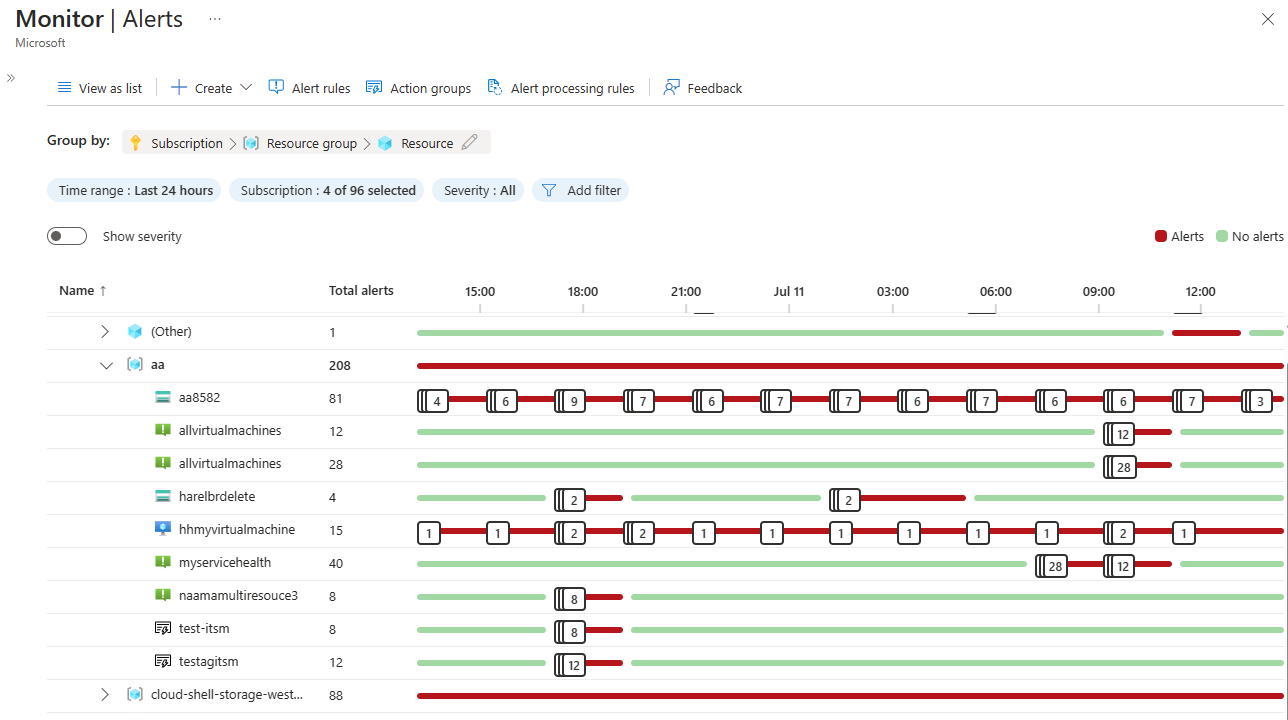 Monitor | Alerts ...
Microsoft
View as list Create Alert rules Action groups Alert processing rules Feedback
Group by: Subscription > Resource group > Resource
Time range : Last 24 hours Subscription : 4 of 96 selected Severity : All Add filter
Show severity Alerts No alerts
Name ↑ Total alerts 15:00 18:00 21:00 Jul 11 03:00 06:00 09:00 12:00
(Other) 1
aa 208
aa8582 81 4 6 9 7 6 7 7 6 7 6 6 7 3
allvirtualmachines 12 12
allvirtualmachines 28 28
harelbrdelete 4 2 2
hhmyvirtualmachine 15 1 1 2 2 1 1 1 1 1 1 2 1
myservicehealth 40 28 12
naamamultiresouce3 8 8
test-itsm 8 8
testagitsm 12 12
cloud-shell-storage-west... 88